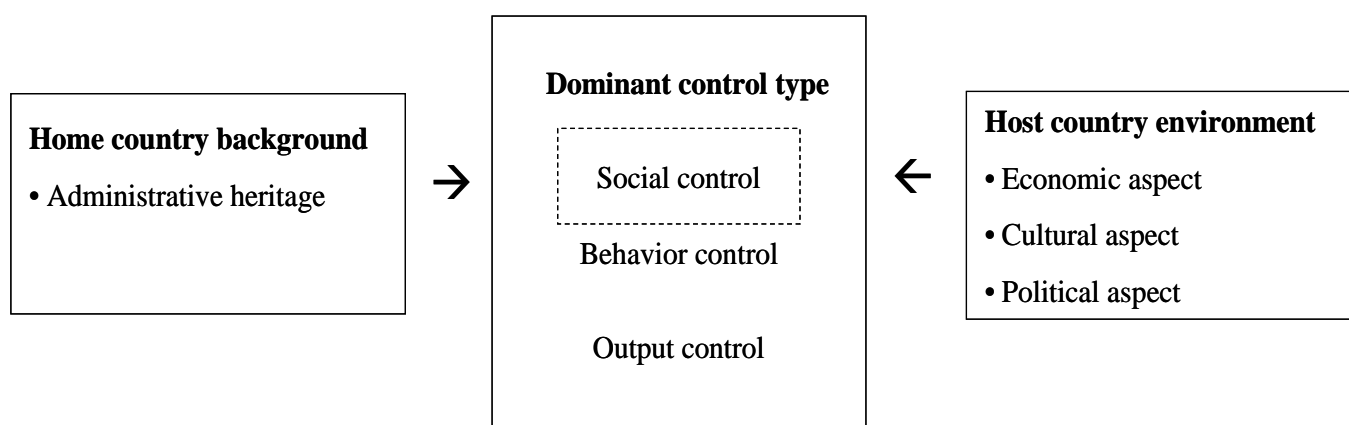 Home country background
• Administrative heritage
Dominant control type
Social control
Behavior control
Output control
Host country environment
• Economic aspect
• Cultural aspect
• Political aspect